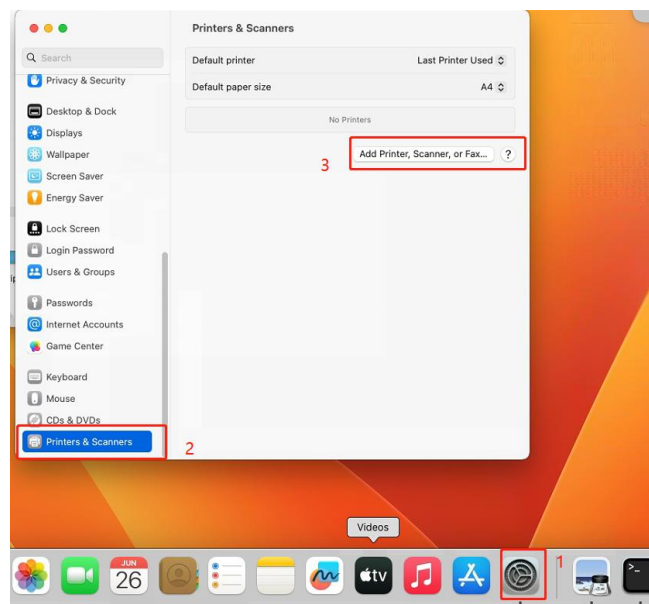 Printers & Scanners
Search
Default printer
Last Printer Used
Privacy & Security
Default paper size
A4
Desktop & Dock
Displays
No Printers
Wallpaper
3
Add Printer, Scanner, or Fax...
?
Screen Saver
Energy Saver
Lock Screen
Login Password
Users & Groups
Passwords
Internet Accounts
Game Center
Keyboard
Mouse
CDs & DVDs
Printers & Scanners
2
Videos
1
JUN
26
tv
>_